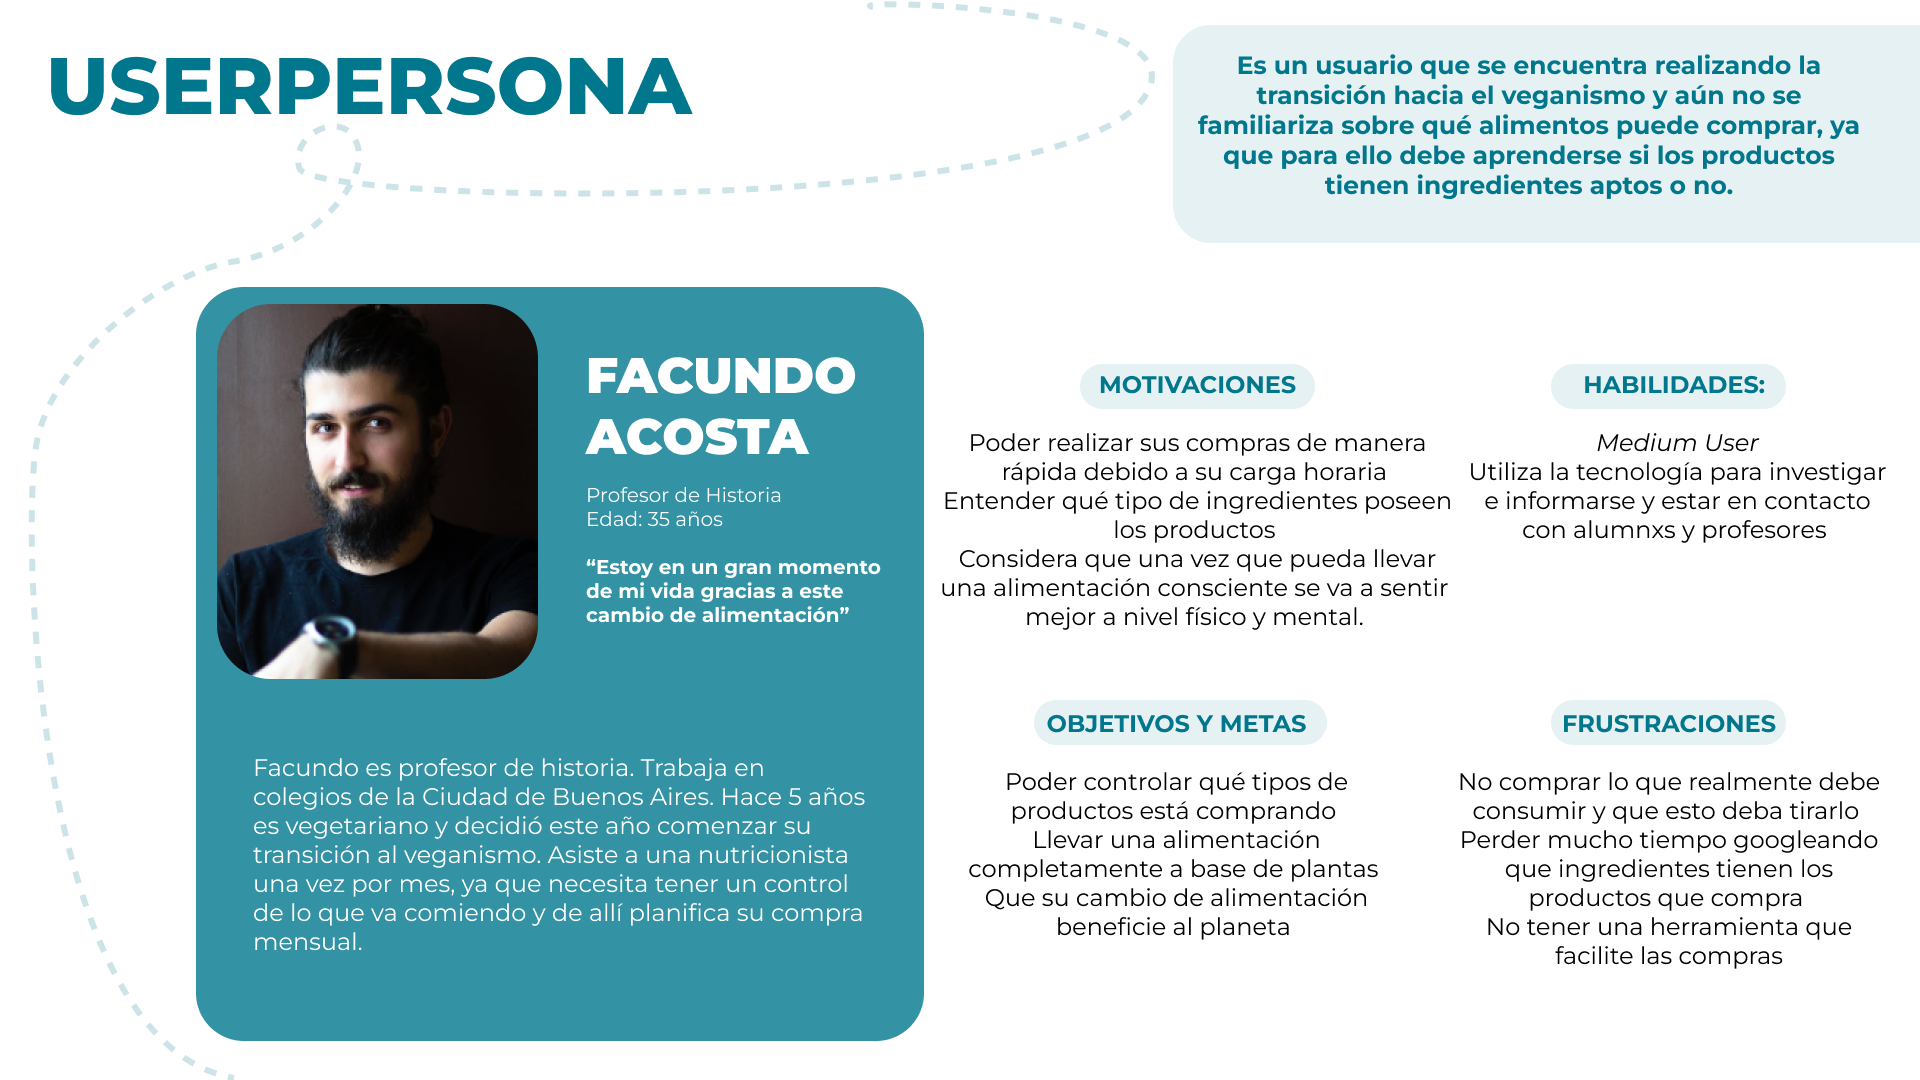 USERPERSONA
Es un usuario que se encuentra realizando la
transición hacia el veganismo y aún no se
familiariza sobre qué alimentos puede comprar, ya
que para ello debe aprenderse si los productos
tienen ingredientes aptos o no.
FACUNDO
ACOSTA
Profesor de Historia
Edad: 35 años
“Estoy en un gran momento
de mi vida gracias a este
cambio de alimentación”
Facundo es profesor de historia. Trabaja en
colegios de la Ciudad de Buenos Aires. Hace 5 años
es vegetariano y decidió este año comenzar su
transición al veganismo. Asiste a una nutricionista
una vez por mes, ya que necesita tener un control
de lo que va comiendo y de allí planifica su compra
mensual.
MOTIVACIONES
Poder realizar sus compras de manera
rápida debido a su carga horaria
Entender qué tipo de ingredientes poseen
los productos
Considera que una vez que pueda llevar
una alimentación consciente se va a sentir
mejor a nivel físico y mental.
HABILIDADES:
Medium User
Utiliza la tecnología para investigar
e informarse y estar en contacto
con alumnxs y profesores
OBJETIVOS Y METAS
Poder controlar qué tipos de
productos está comprando
Llevar una alimentación
completamente a base de plantas
Que su cambio de alimentación
beneficie al planeta
FRUSTRACIONES
No comprar lo que realmente debe
consumir y que esto deba tirarlo
Perder mucho tiempo googleando
que ingredientes tienen los
productos que compra
No tener una herramienta que
facilite las compras